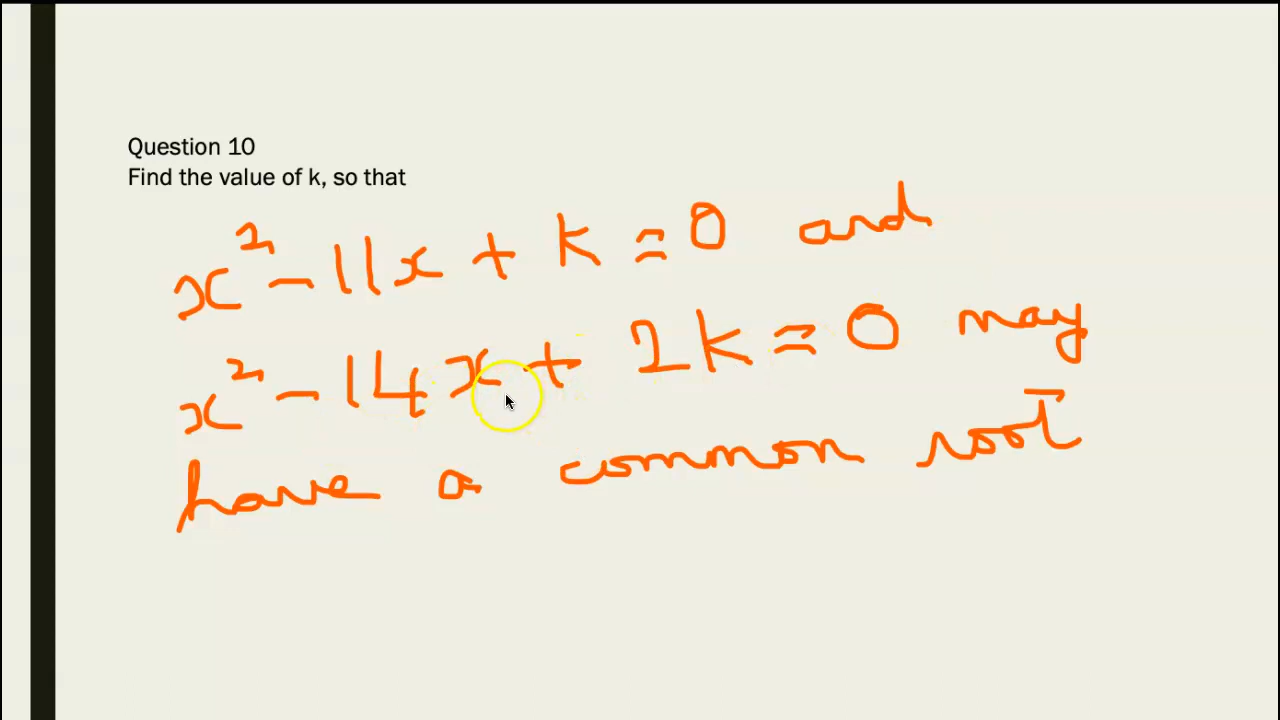 Question 10
Find the value of k, so that
x² - 11x + k = 0 and
x² - 14x + 2k = 0 may
have a common root